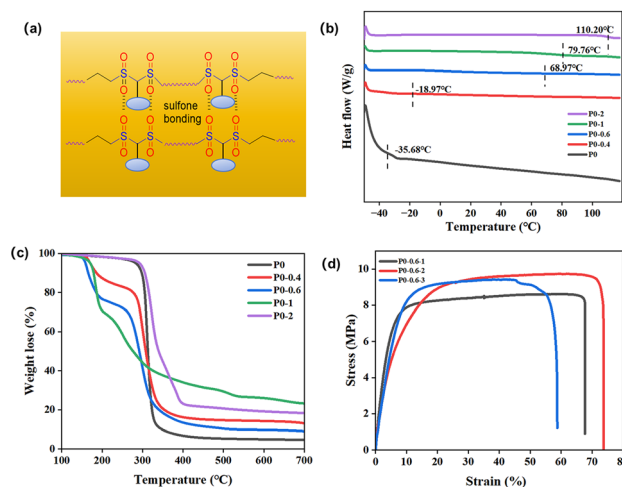 (a)
O O O O
S S S S
O O O O
sulfone
bonding
O O O O
S S S S
O O O O
(b)
Heat flow (W/g)
110.20℃
79.76℃
68.97℃
-18.97℃
-35.68℃
P0-2
P0-1
P0-0.6
P0-0.4
P0
-40 -20 0 20 40 60 80 100
Temperature (℃)
(c)
Weight lose (%)
100
80
60
40
20
0
P0
P0-0.4
P0-0.6
P0-1
P0-2
100 200 300 400 500 600 700
Temperature (℃)
(d)
Stress (MPa)
10
8
6
4
2
0
P0-0.6-1
P0-0.6-2
P0-0.6-3
0 10 20 30 40 50 60 70 80
Strain (%)